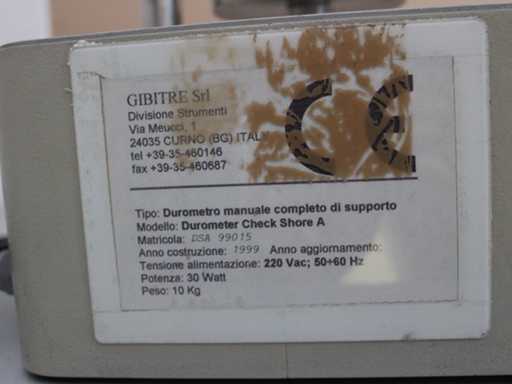 GIBITRE Srl
Divisione Strumenti
Via Meucci, 1
24035 CURNO (BG) ITAL
tel +39-35-460146
fax +39-35-460687
CE
Tipo: Durometro manuale completo di supporto
Modello: Durometer Check Shore A
Matricola: DSA 99015
Anno costruzione: 1999 Anno aggiornamento:
Tensione alimentazione: 220 Vac; 50÷60 Hz
Potenza: 30 Watt
Peso: 10 Kg